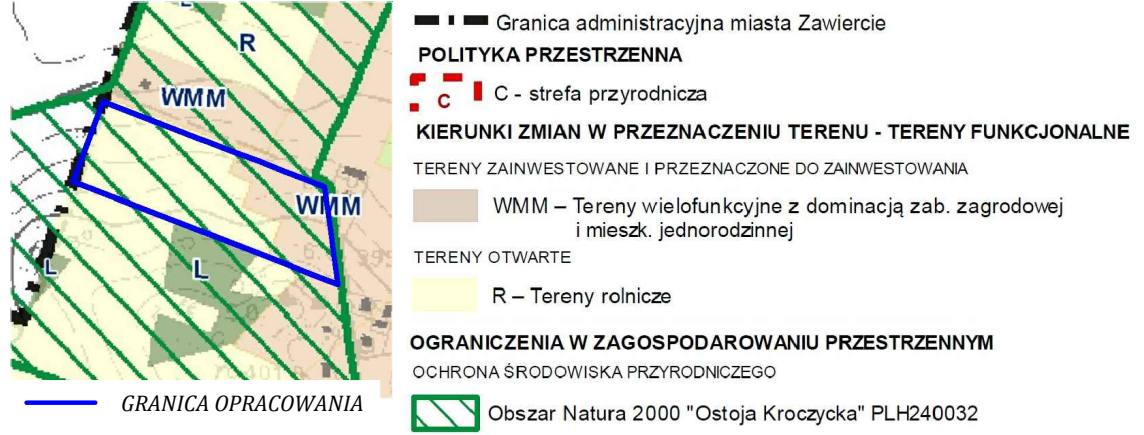 L
R
WMM
WMM
L
L
GRANICA OPRACOWANIA
Granica administracyjna miasta Zawiercie
POLITYKA PRZESTRZENNA
C
C - strefa przyrodnicza
KIERUNKI ZMIAN W PRZEZNACZENIU TERENU - TERENY FUNKCJONALNE
TERENY ZAINWESTOWANE I PRZEZNACZONE DO ZAINWESTOWANIA
WMM – Tereny wielofunkcyjne z dominacją zab. zagrodowej
i mieszk. jednorodzinnej
TERENY OTWARTE
R – Tereny rolnicze
OGRANICZENIA W ZAGOSPODAROWANIU PRZESTRZENNYM
OCHRONA ŚRODOWISKA PRZYRODNICZEGO
Obszar Natura 2000 "Ostoja Kroczycka" PLH240032